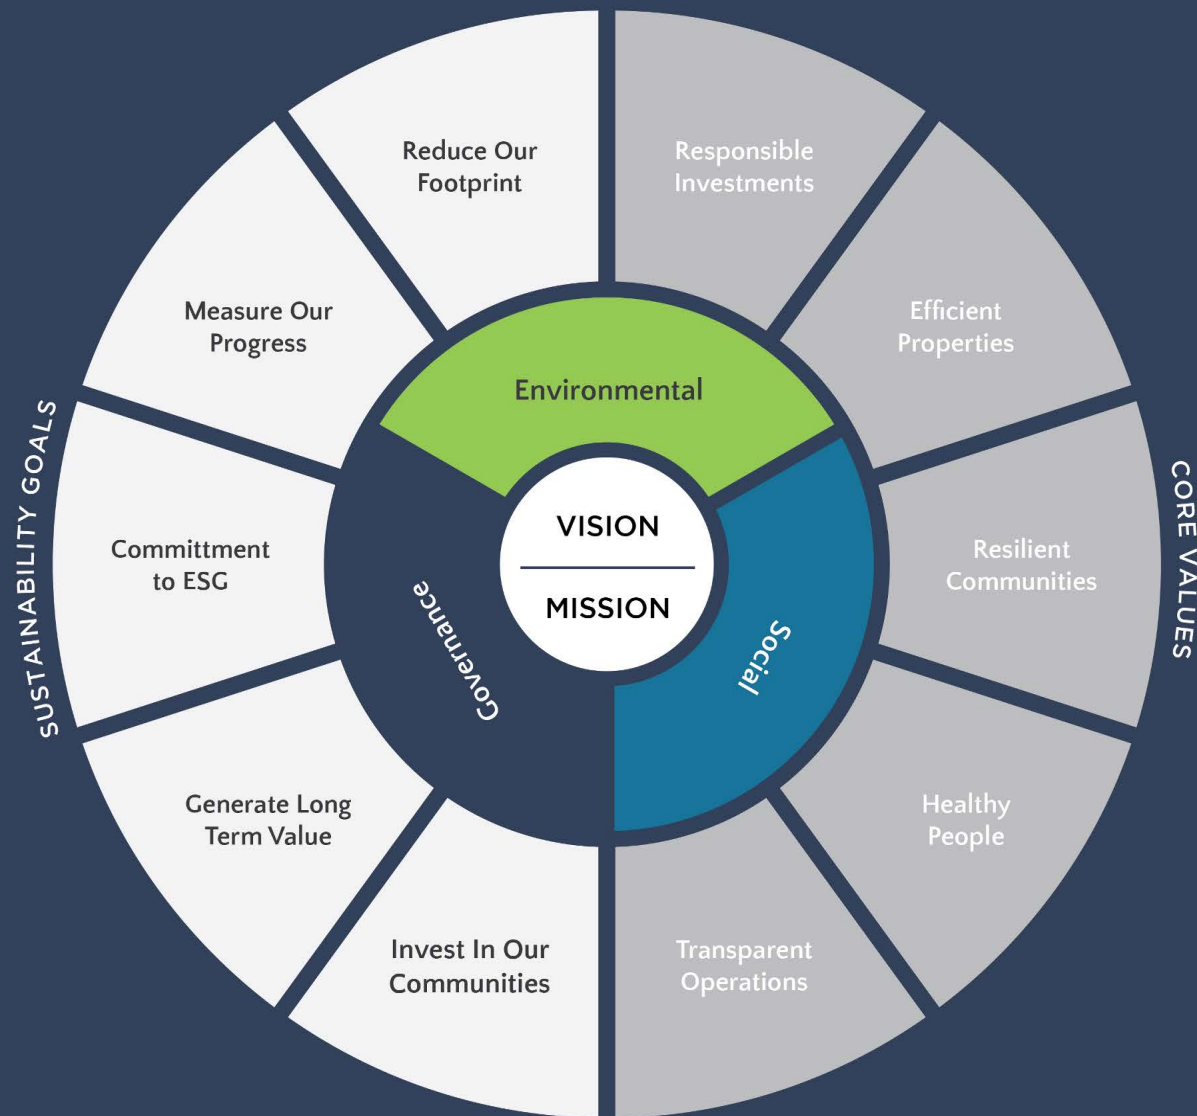 Reduce Our
Footprint
Responsible
Investments
Measure Our
Progress
Efficient
Properties
Environmental
SUSTAINABILITY GOALS
CORE VALUES
VISION
MISSION
Committment
to ESG
Resilient
Communities
Governance
Social
Generate Long
Term Value
Healthy
People
Invest In Our
Communities
Transparent
Operations